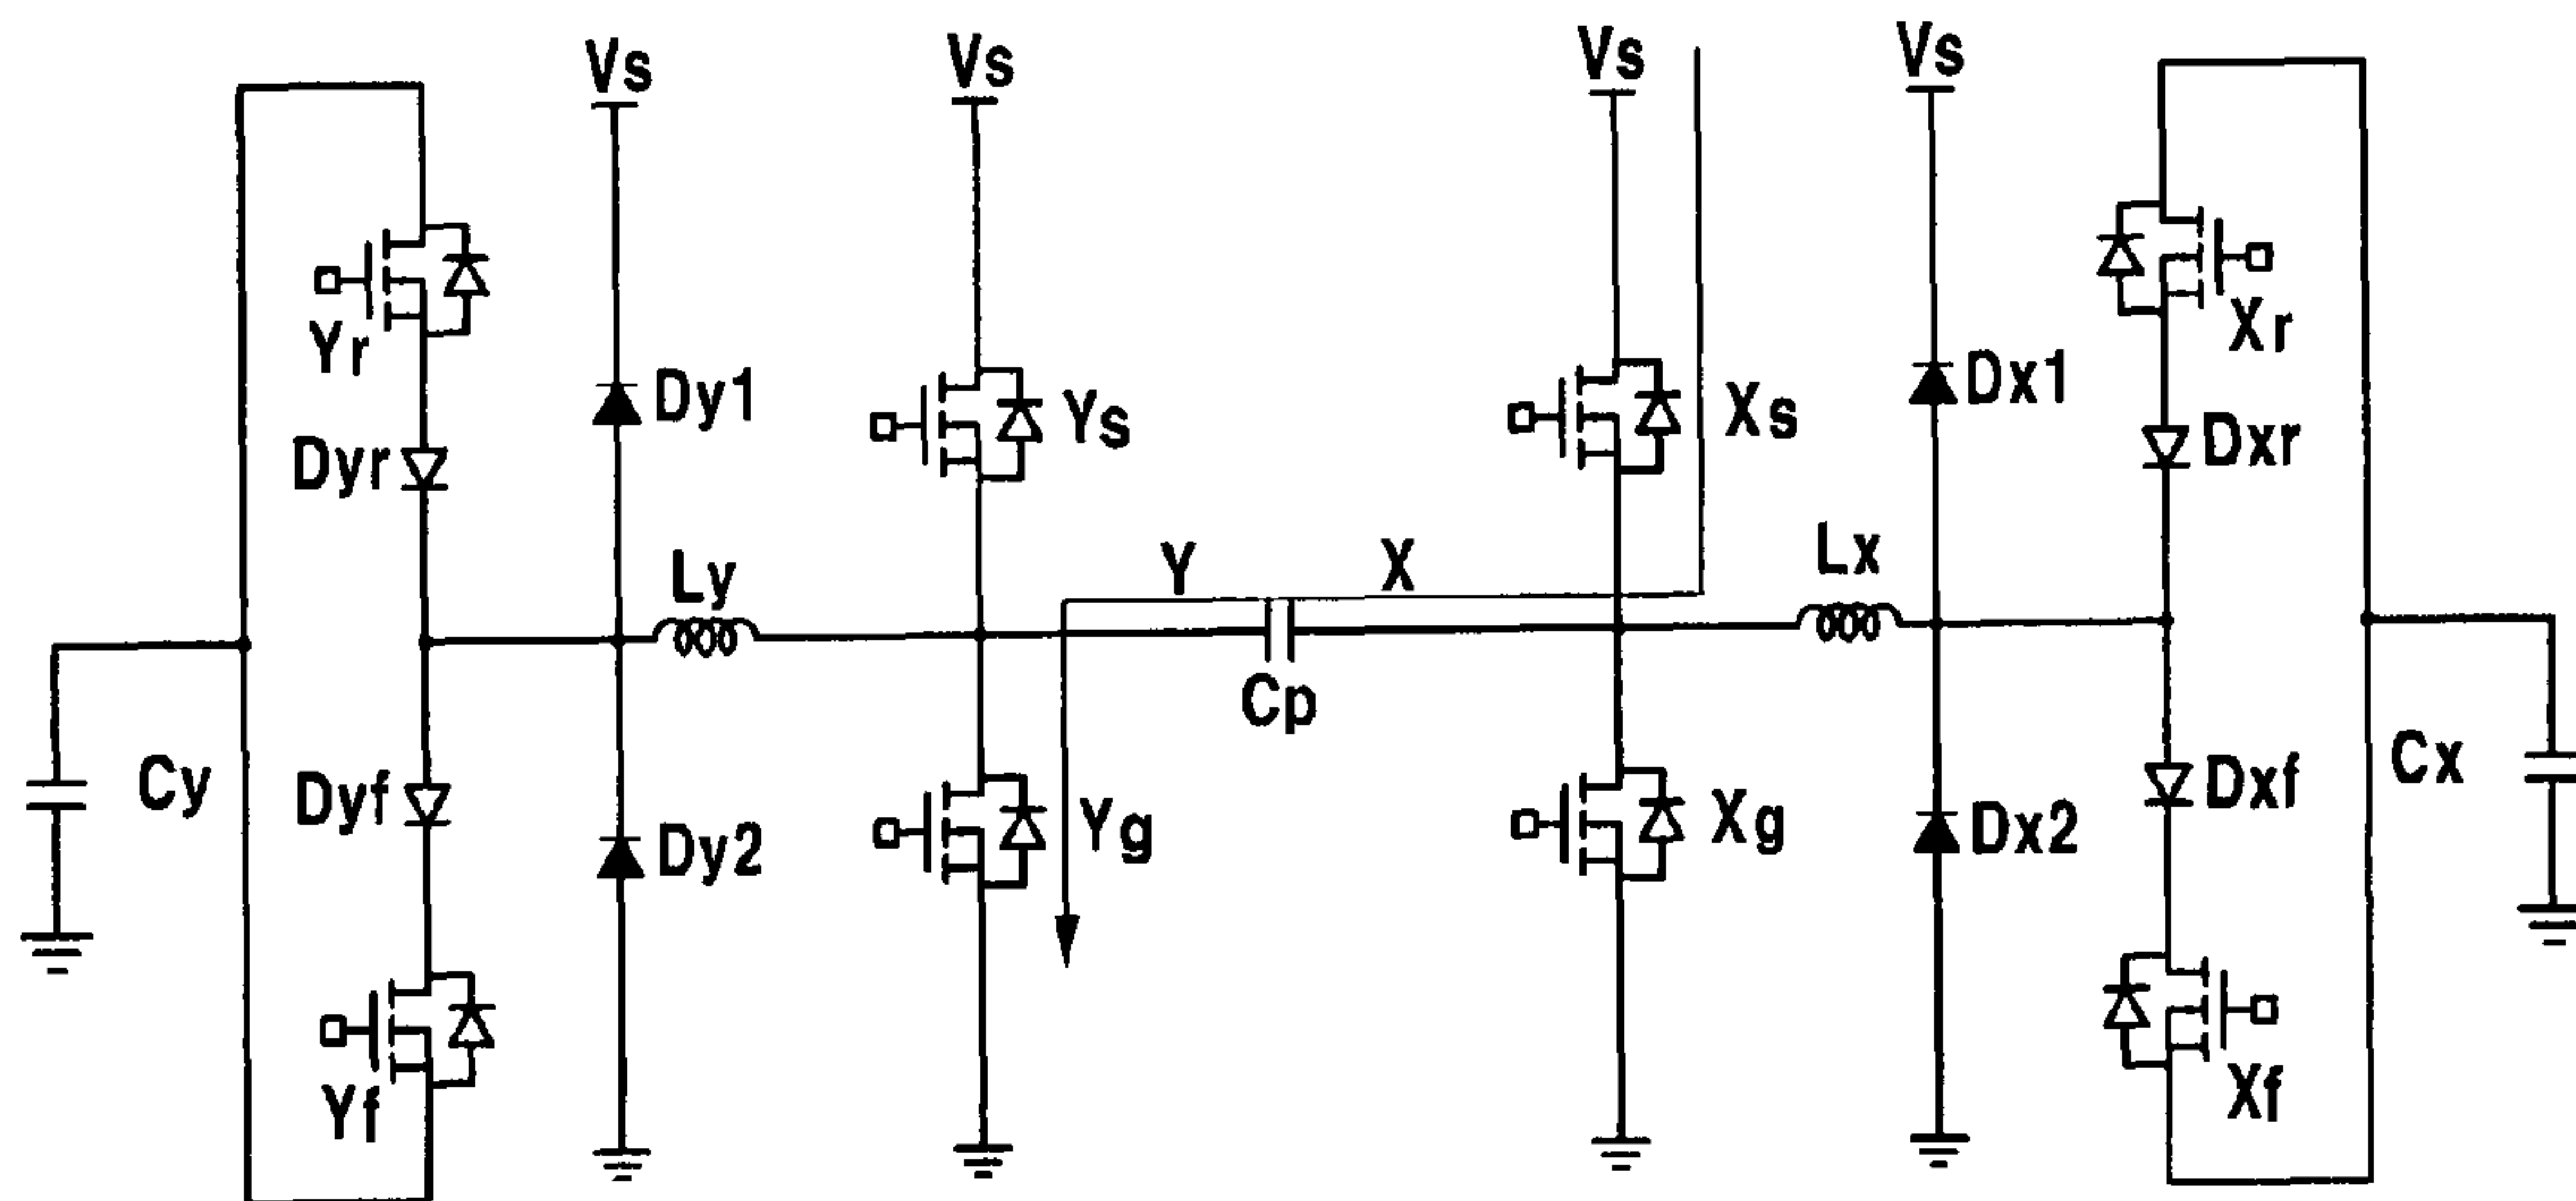 Vs
Vs
Vs
Vs
Yr
Xr
Dy1
Ys
Xs
Dx1
Dyr
Dxr
Ly
Y
X
Lx
Cp
Cy
Dyf
Dy2
Yg
Xg
Dx2
Dxf
Cx
Yf
Xf